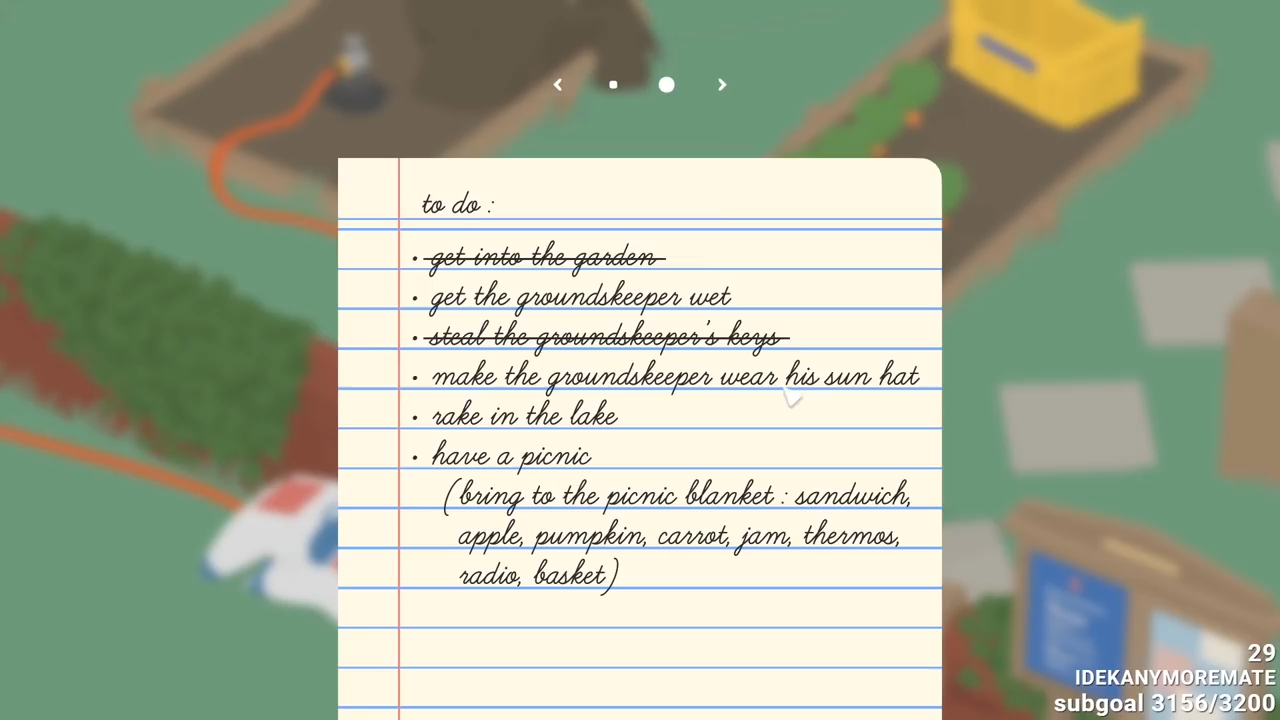 to do :
• get into the garden
• get the groundskeeper wet
• steal the groundskeeper's keys
• make the groundskeeper wear his sun hat
• rake in the lake
• have a picnic
(bring to the picnic blanket : sandwich,
apple, pumpkin, carrot, jam, thermos,
radio, basket)
29
IDEKANYMOREMATE
subgoal 3156/3200